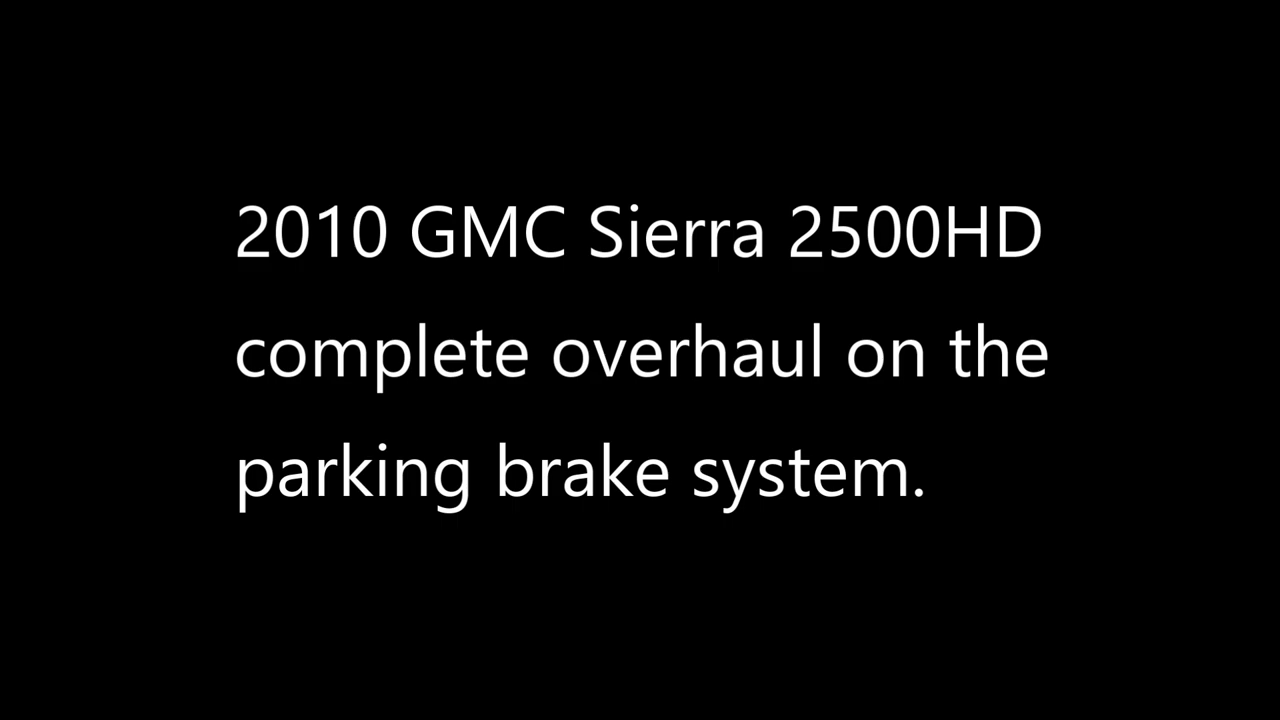 2010 GMC Sierra 2500HD
complete overhaul on the
parking brake system.